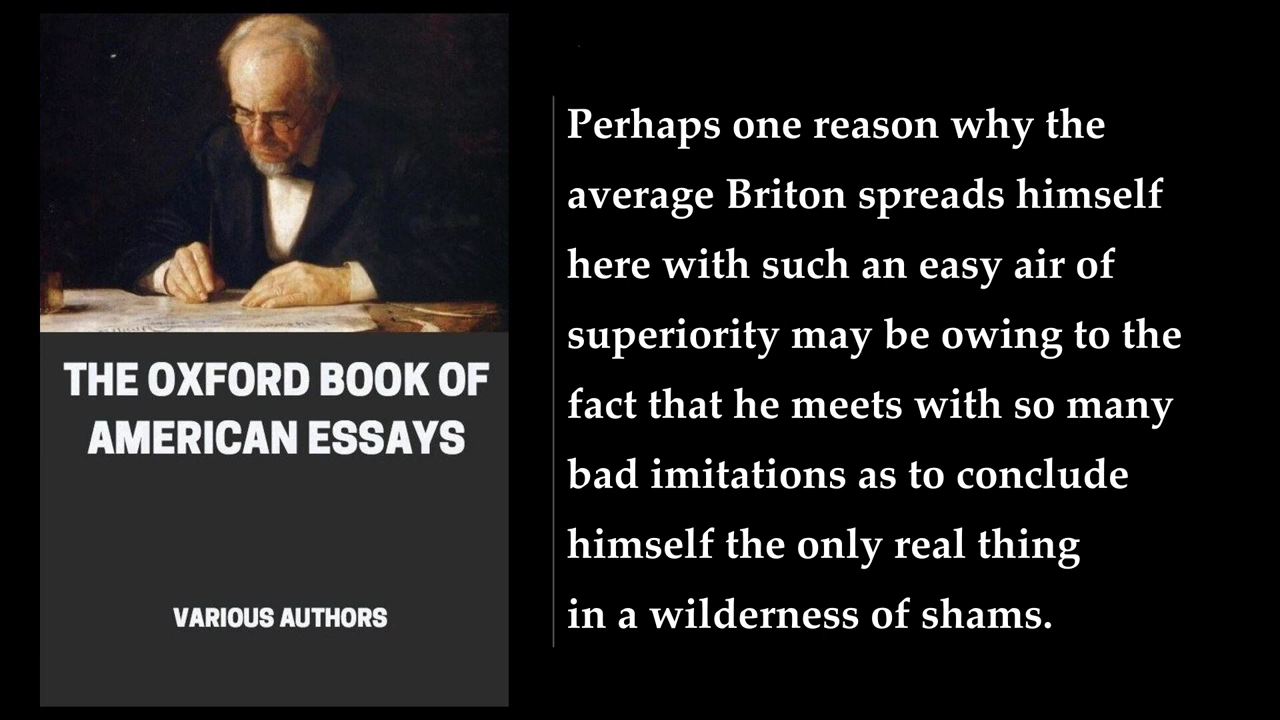 THE OXFORD BOOK OF
AMERICAN ESSAYS
VARIOUS AUTHORS
Perhaps one reason why the
average Briton spreads himself
here with such an easy air of
superiority may be owing to the
fact that he meets with so many
bad imitations as to conclude
himself the only real thing
in a wilderness of shams.